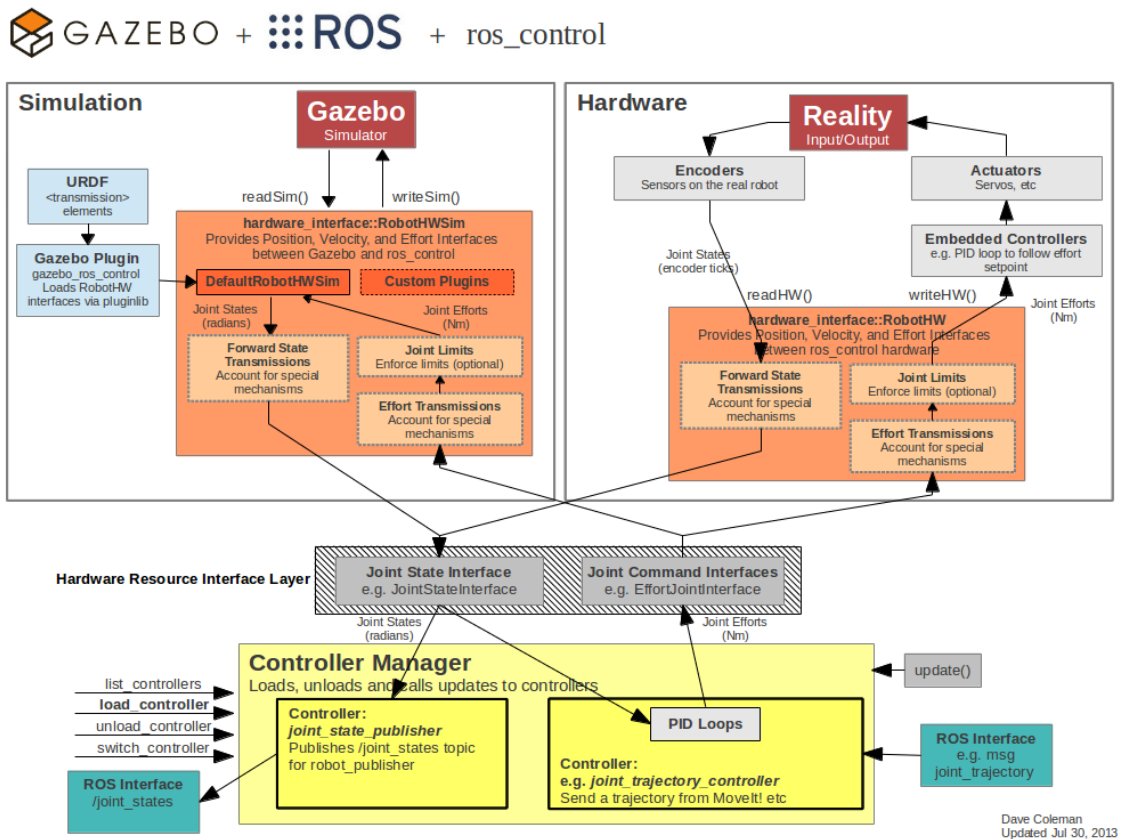 GAZEBO + ROS + ros_control
Simulation
Gazebo
Simulator
URDF
<transmission>
elements
readSim()
writeSim()
Gazebo Plugin
gazebo_ros_control
Loads RobotHW
interfaces via pluginlib
hardware_interface::RobotHWSim
Provides Position, Velocity, and Effort Interfaces
between Gazebo and ros_control
DefaultRobotHWSim
Custom Plugins
Joint States
(radians)
Joint Efforts
(Nm)
Forward State
Transmissions
Account for special
mechanisms
Joint Limits
Enforce limits (optional)
Effort Transmissions
Account for special
mechanisms
Hardware
Reality
Input/Output
Encoders
Sensors on the real robot
Actuators
Servos, etc
Embedded Controllers
e.g. PID loop to follow effort
setpoint
Joint States
(encoder ticks)
readHW()
writeHW()
Joint Efforts
(Nm)
hardware_interface::RobotHW
Provides Position, Velocity, and Effort Interfaces
between ros_control hardware
Forward State
Transmissions
Account for special
mechanisms
Joint Limits
Enforce limits (optional)
Effort Transmissions
Account for special
mechanisms
Hardware Resource Interface Layer
Joint State Interface
e.g. JointStateInterface
Joint Command Interfaces
e.g. EffortJointInterface
Joint States
(radians)
Joint Efforts
(Nm)
Controller Manager
Loads, unloads and calls updates to controllers
update()
list_controllers
load_controller
unload_controller
switch_controller
Controller:
joint_state_publisher
Publishes /joint_states topic
for robot_publisher
PID Loops
Controller:
e.g. joint_trajectory_controller
Send a trajectory from MoveIt! etc
ROS Interface
/joint_states
ROS Interface
e.g. msg
joint_trajectory
Dave Coleman
Updated Jul 30, 2013